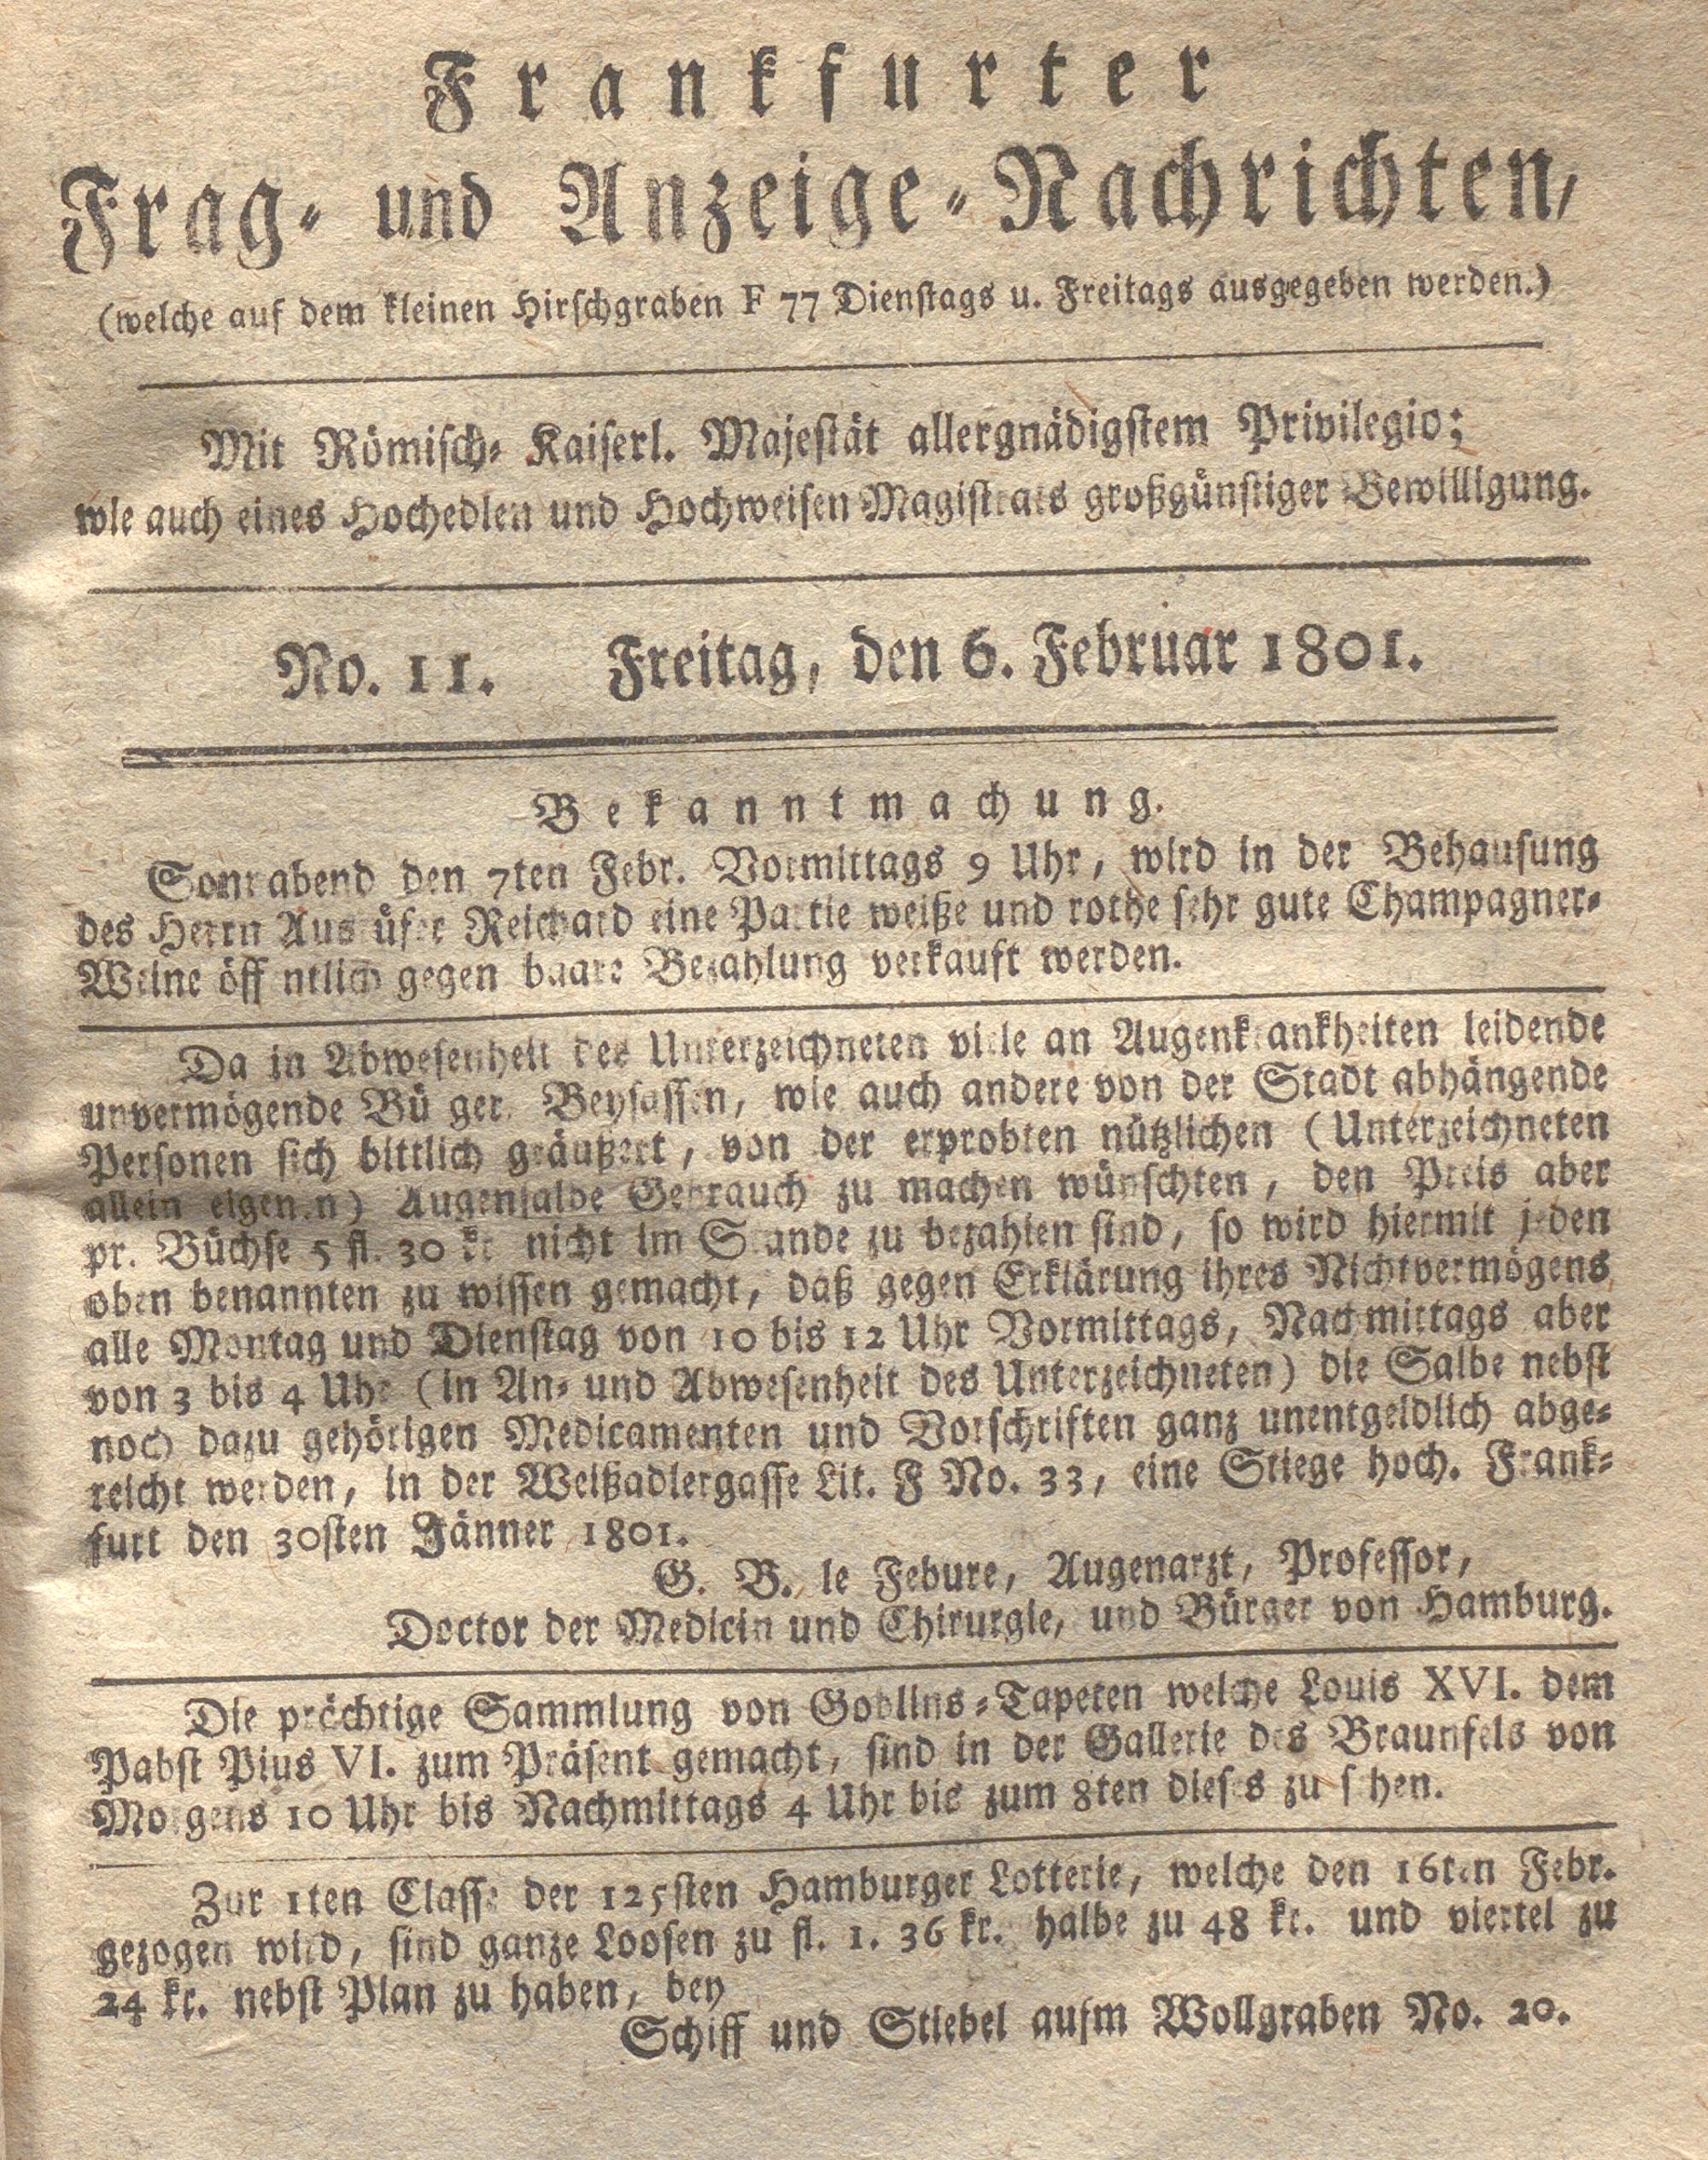 Frankfurter
Frag- und Anzeige-Nachrichten,
(welche auf dem kleinen Hirschgraben F 77 Dienstags u. Freitags ausgegeben werden.)
Mit Römisch- Kaiserl. Majestät allergnädigstem Privilegio;
wie auch eines Hochedlen und Hochweisen Magistrats großgünstiger Bewilligung.
No. 11. Freitag, den 6. Februar 1801.
Bekanntmachung.
Sonnabend den 7ten Febr. Vormittags 9 Uhr, wird in der Behausung
des Herrn Ausrüfer Reichard eine Partie weiße und rothe sehr gute Champagner-
Weine öffentlich gegen baare Bezahlung verkauft werden.
Da in Abwesenheit des Unterzeichneten viele an Augenkrankheiten leidende
unvermögende Bürger, Beysassen, wie auch andere von der Stadt abhängende
Personen sich bittlich geäußert, von der erprobten nützlichen (Unterzeichneten
allein eigenen) Augensalbe Gebrauch zu machen wünschten, den Preis aber
pr. Büchse 5 fl. 30 kr nicht im Stande zu bezahlen sind, so wird hiermit jeden
oben benannten zu wissen gemacht, daß gegen Erklärung ihres Nichtvermögens
alle Montag und Dienstag von 10 bis 12 Uhr Vormittags, Nachmittags aber
von 3 bis 4 Uhr (in An- und Abwesenheit des Unterzeichneten) die Salbe nebst
noch dazu gehörigen Medicamenten und Vorschriften ganz unentgeldlich abge-
reicht werden, in der Weißadlergasse Lit. F No. 33, eine Stiege hoch. Frank-
furt den 30sten Jänner 1801.
G. B. le Febure, Augenarzt, Professor,
Doctor der Medicin und Chirurgie, und Bürger von Hamburg.
Die prächtige Sammlung von Goblins-Tapeten welche Louis XVI. dem
Pabst Pius VI. zum Präsent gemacht, sind in der Gallerie des Braunfels von
Morgens 10 Uhr bis Nachmittags 4 Uhr bis zum 8ten dieses zu sehen.
Zur 1ten Classe der 125sten Hamburger Lotterie, welche den 16ten Febr.
gezogen wird, sind ganze Loosen zu fl. 1. 36 kr. halbe zu 48 kr. und viertel zu
24 kr. nebst Plan zu haben, bey
Schiff und Stiebel aufm Wollgraben No. 20.